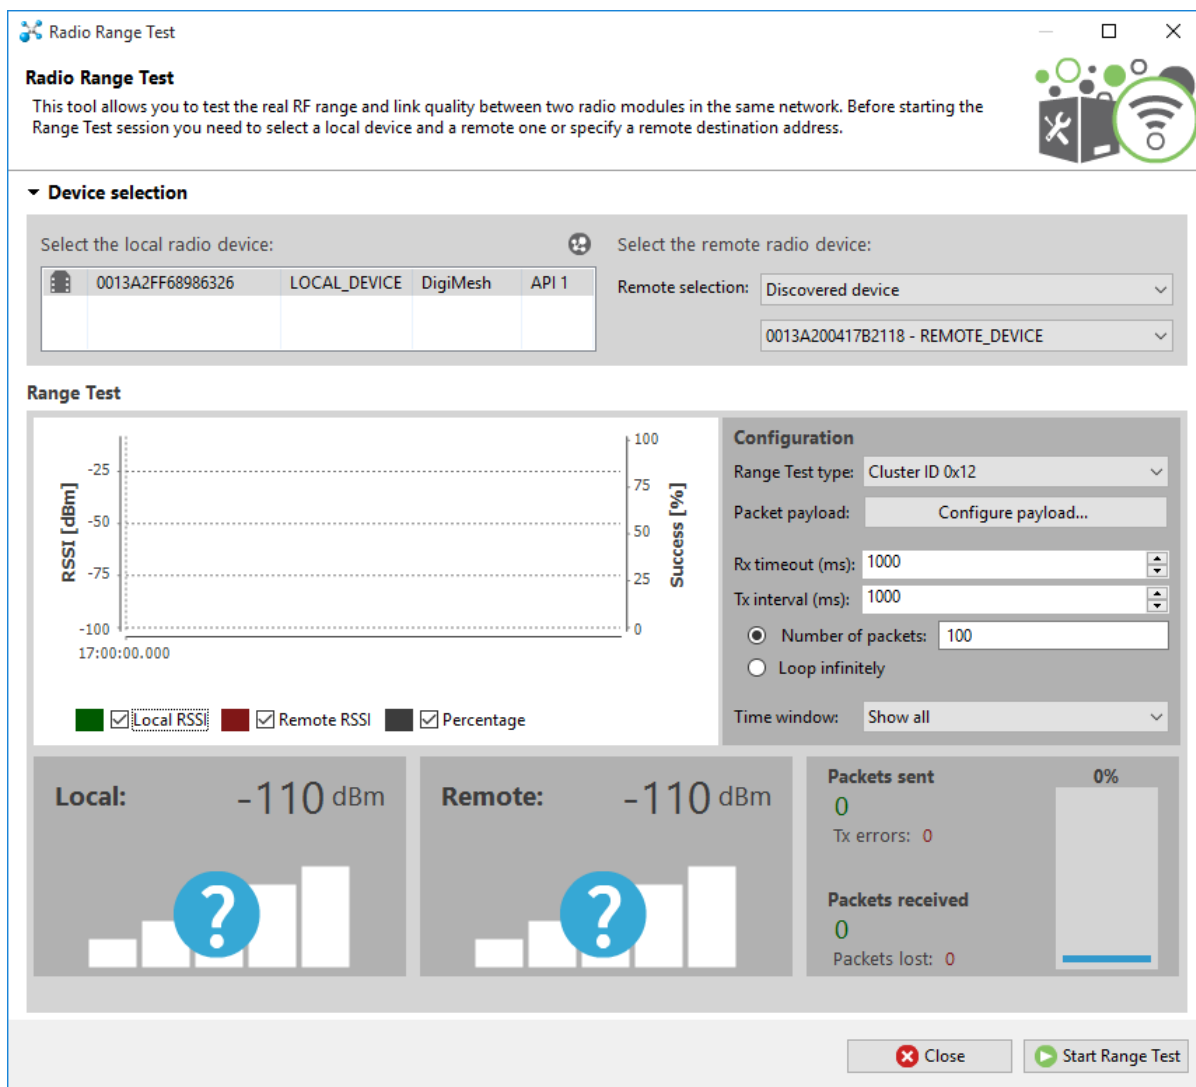 Radio Range Test
Radio Range Test
This tool allows you to test the real RF range and link quality between two radio modules in the same network. Before starting the
Range Test session you need to select a local device and a remote one or specify a remote destination address.
Device selection
Select the local radio device:
0013A2FF68986326 LOCAL_DEVICE DigiMesh API 1
Select the remote radio device:
Remote selection: Discovered device
0013A200417B2118 - REMOTE_DEVICE
Range Test
RSSI [dBm]
-25
-50
-75
-100
17:00:00.000
100
75
50
25
0
Success [%]
Local RSSI Remote RSSI Percentage
Configuration
Range Test type: Cluster ID 0x12
Packet payload: Configure payload...
Rx timeout (ms): 1000
Tx interval (ms): 1000
Number of packets: 100
Loop infinitely
Time window: Show all
Local: -110 dBm
?
Remote: -110 dBm
?
Packets sent
0
Tx errors: 0
Packets received
0
Packets lost: 0
0%
Close Start Range Test